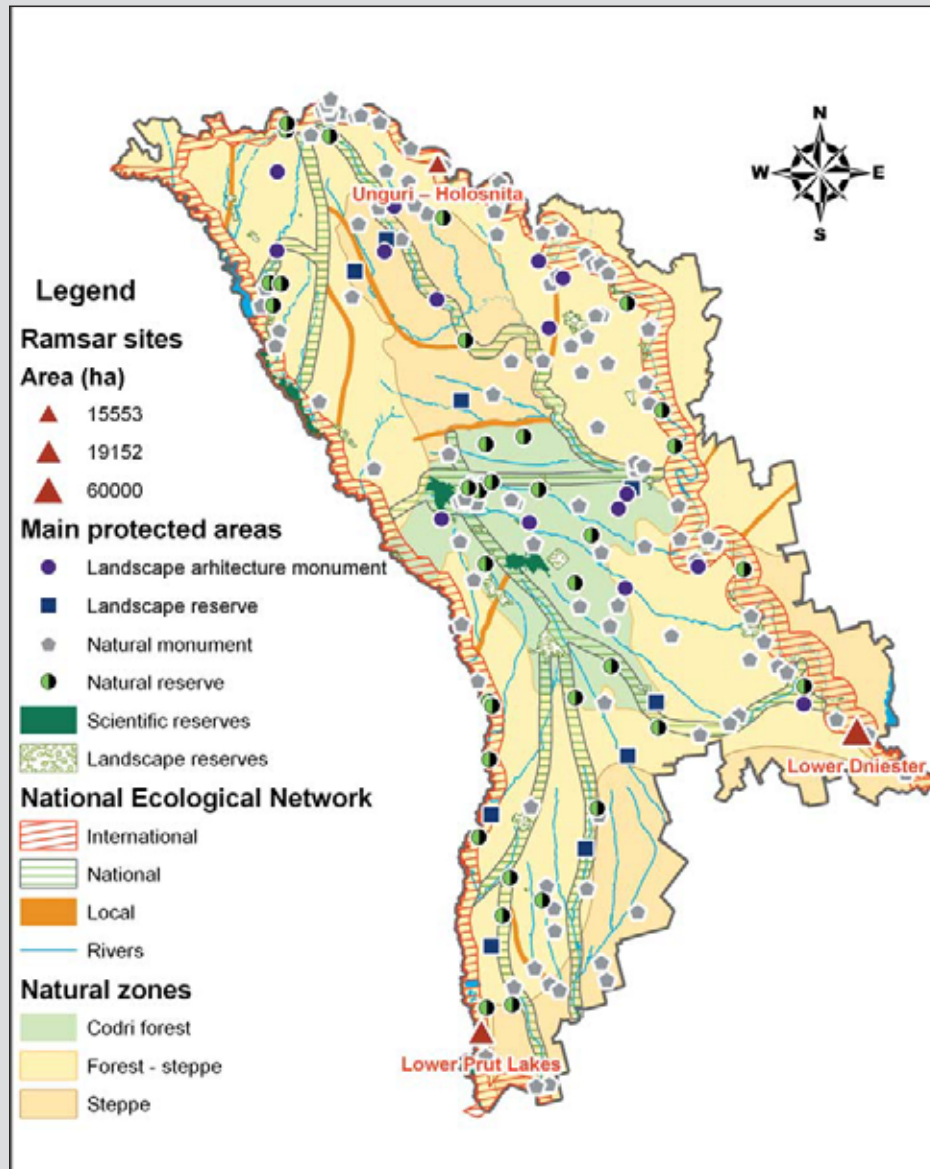 N
W
E
S
Unguri – Holosnita
Legend
Ramsar sites
Area (ha)
15553
19152
60000
Main protected areas
Landscape arhitecture monument
Landscape reserve
Natural monument
Natural reserve
Scientific reserves
Landscape reserves
Lower Dniester
National Ecological Network
International
National
Local
Rivers
Natural zones
Codri forest
Forest - steppe
Steppe
Lower Prut Lakes